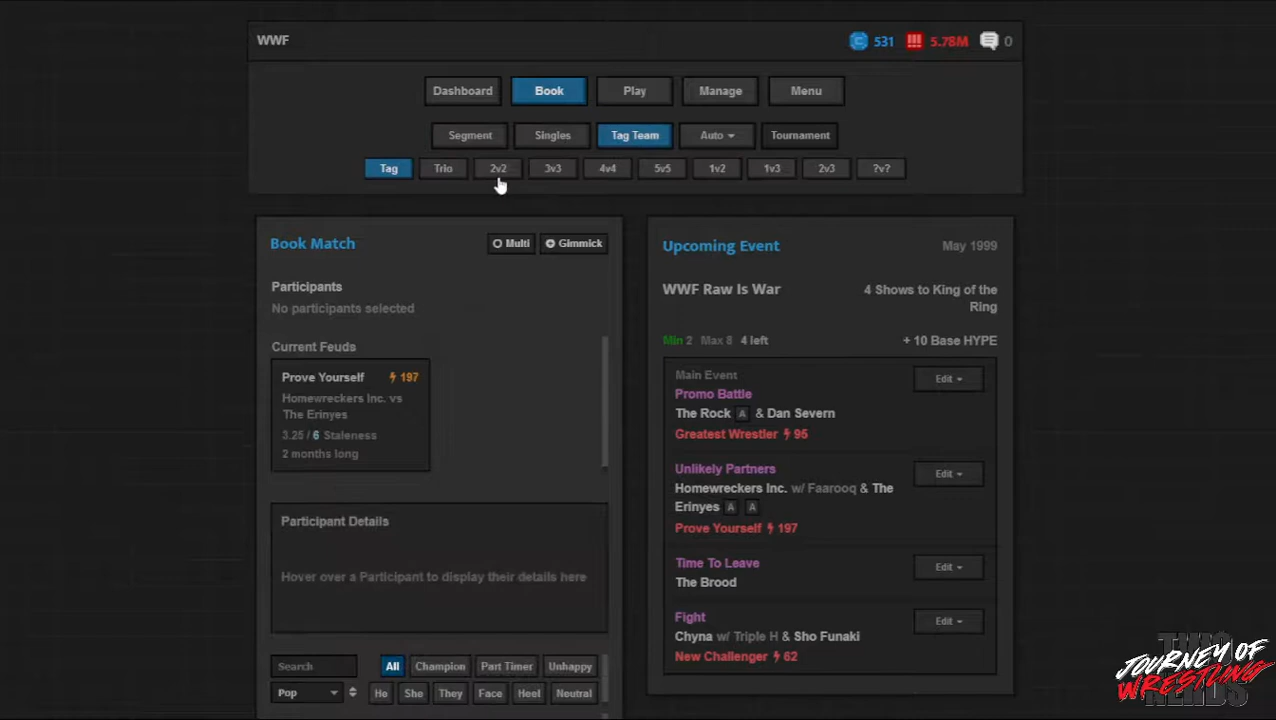 WWF
531
5.78M
0
Dashboard
Book
Play
Manage
Menu
Segment
Singles
Tag Team
Auto
Tournament
Tag
Trio
2v2
3v3
4v4
5v5
1v2
1v3
2v3
?v?
Book Match
Multi
Gimmick
Participants
No participants selected
Current Feuds
Prove Yourself 197
Homewreckers Inc. vs
The Erinyes
3.25 / 6 Staleness
2 months long
Participant Details
Hover over a Participant to display their details here
Search
All
Champion
Part Timer
Unhappy
Pop
He
She
They
Face
Heel
Neutral
Upcoming Event
May 1999
WWF Raw Is War
4 Shows to King of the
Ring
Min 2 Max 8 4 left
+ 10 Base HYPE
Main Event
Edit
Promo Battle
The Rock A & Dan Severn
Greatest Wrestler 95
Unlikely Partners
Edit
Homewreckers Inc. w/ Faarooq & The
Erinyes A A
Prove Yourself 197
Time To Leave
Edit
The Brood
Fight
Edit
Chyna w/ Triple H & Sho Funaki
New Challenger 62
JOURNEY OF
WRESTLING